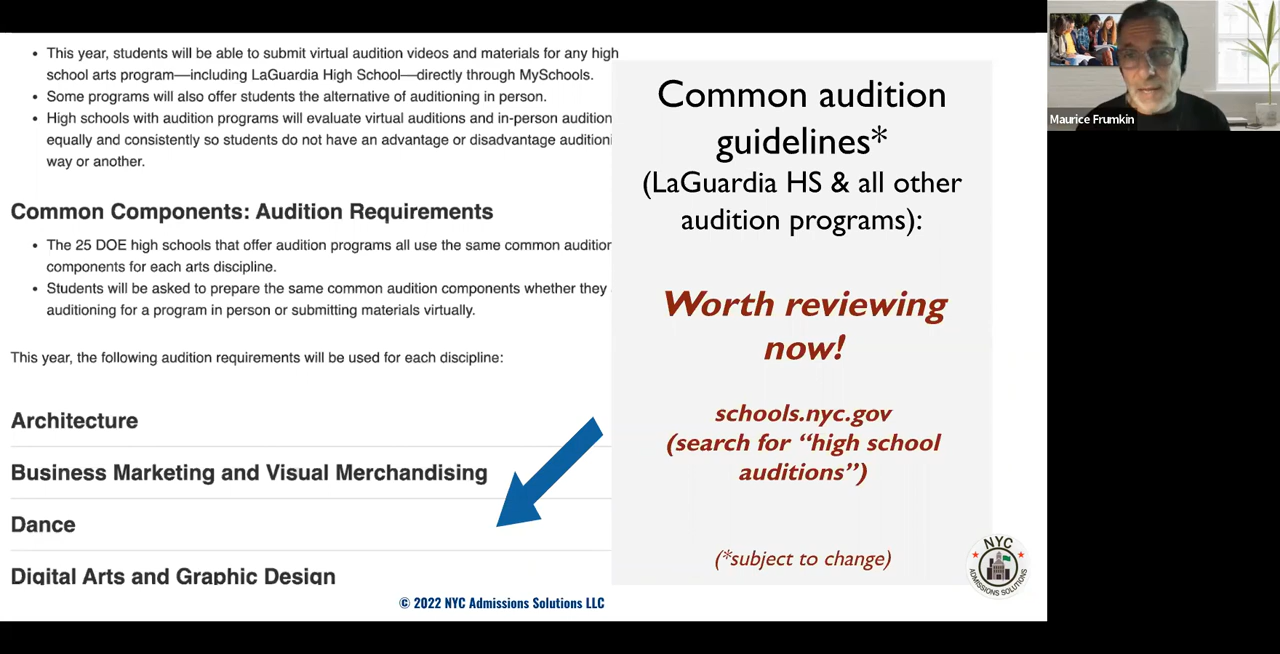 This year, students will be able to submit virtual audition videos and materials for any high
school arts program—including LaGuardia High School—directly through MySchools.
Some programs will also offer students the alternative of auditioning in person.
High schools with audition programs will evaluate virtual auditions and in-person audition
equally and consistently so students do not have an advantage or disadvantage auditioni
way or another.
Common Components: Audition Requirements
The 25 DOE high schools that offer audition programs all use the same common audition
components for each arts discipline.
Students will be asked to prepare the same common audition components whether they
auditioning for a program in person or submitting materials virtually.
This year, the following audition requirements will be used for each discipline:
Architecture
Business Marketing and Visual Merchandising
Dance
Digital Arts and Graphic Design
Common audition
guidelines*
(LaGuardia HS & all other
audition programs):
Worth reviewing
now!
schools.nyc.gov
(search for “high school
auditions”)
(*subject to change)
NYC
ADMISSIONS SOLUTIONS
© 2022 NYC Admissions Solutions LLC
Maurice Frumkin